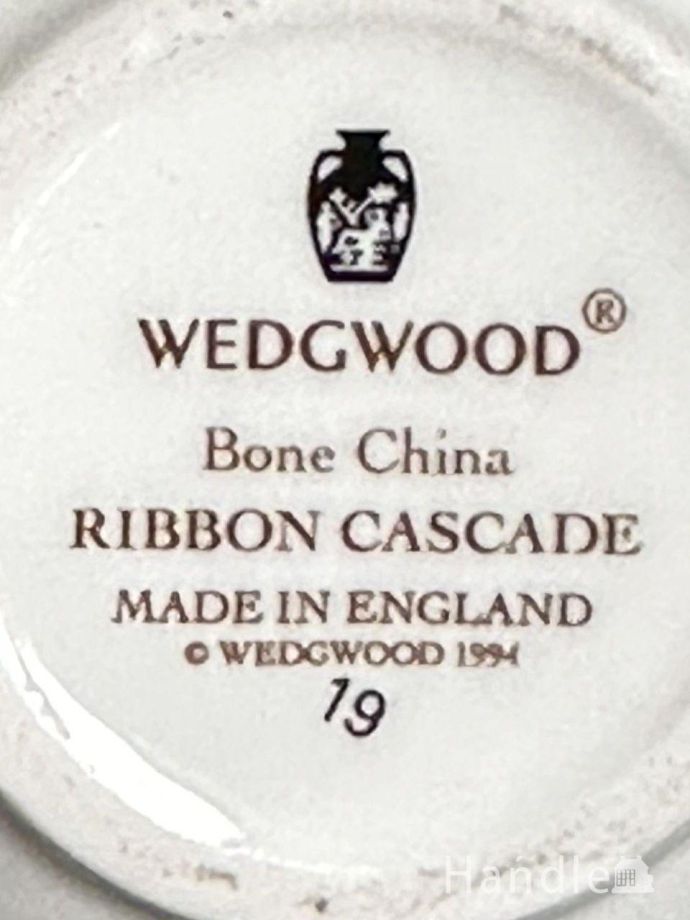 WEDGWOOD®
Bone China
RIBBON CASCADE
MADE IN ENGLAND
© WEDGWOOD 1994
19
Handle